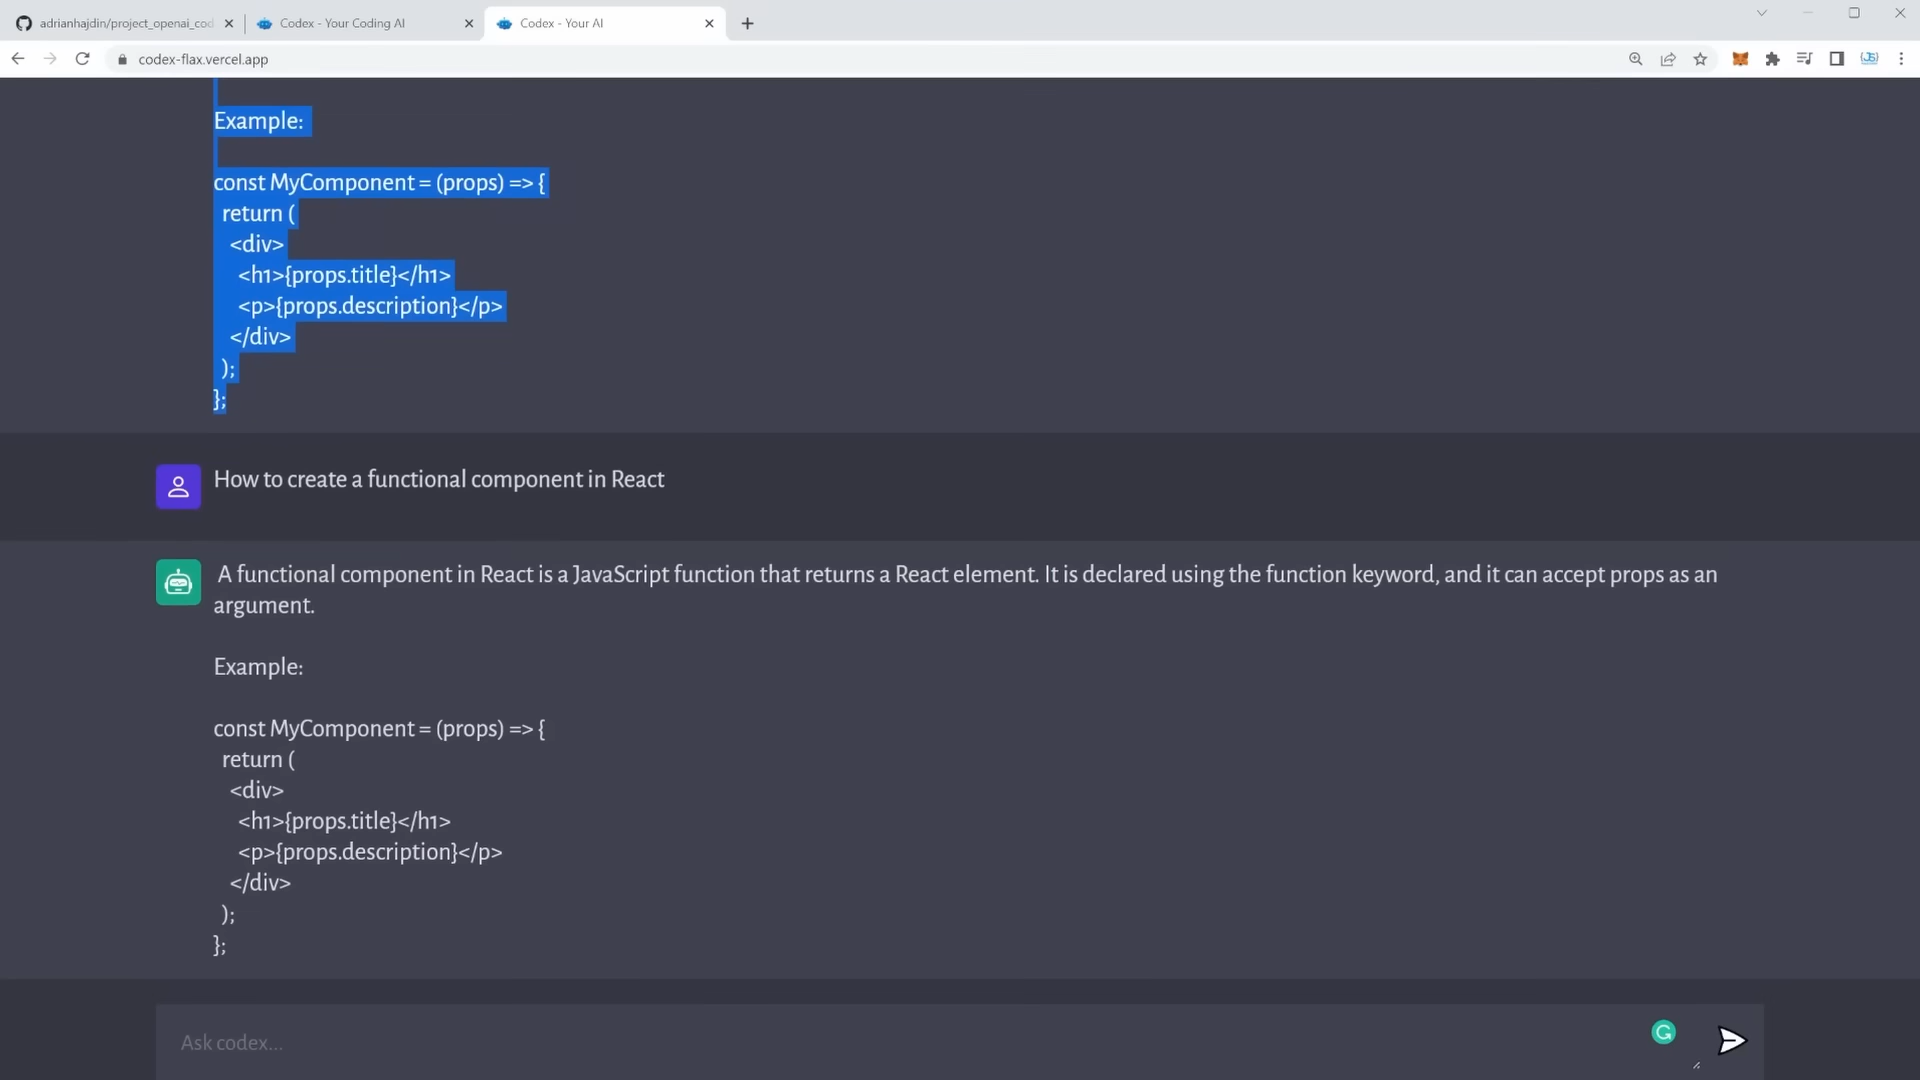 adrianhajdin/project_openai_cod
Codex - Your Coding AI
Codex - Your AI
codex-flax.vercel.app
Example:
const MyComponent = (props) => {
return (
<div>
<h1>{props.title}</h1>
<p>{props.description}</p>
</div>
);
};
How to create a functional component in React
A functional component in React is a JavaScript function that returns a React element. It is declared using the function keyword, and it can accept props as an
argument.
Example:
const MyComponent = (props) => {
return (
<div>
<h1>{props.title}</h1>
<p>{props.description}</p>
</div>
);
};
Ask codex...